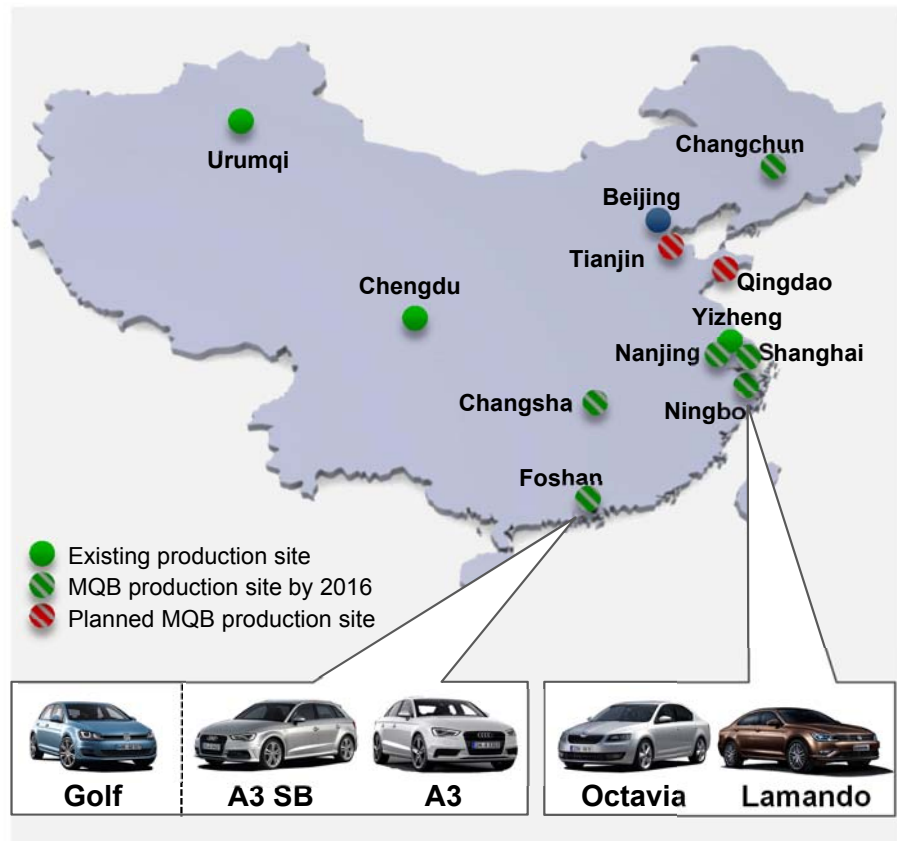 Urumqi
Changchun
Beijing
Tianjin
Qingdao
Chengdu
Yizheng
Nanjing
Shanghai
Changsha
Ningbo
Foshan
Existing production site
MQB production site by 2016
Planned MQB production site
Golf
A3 SB
A3
Octavia
Lamando